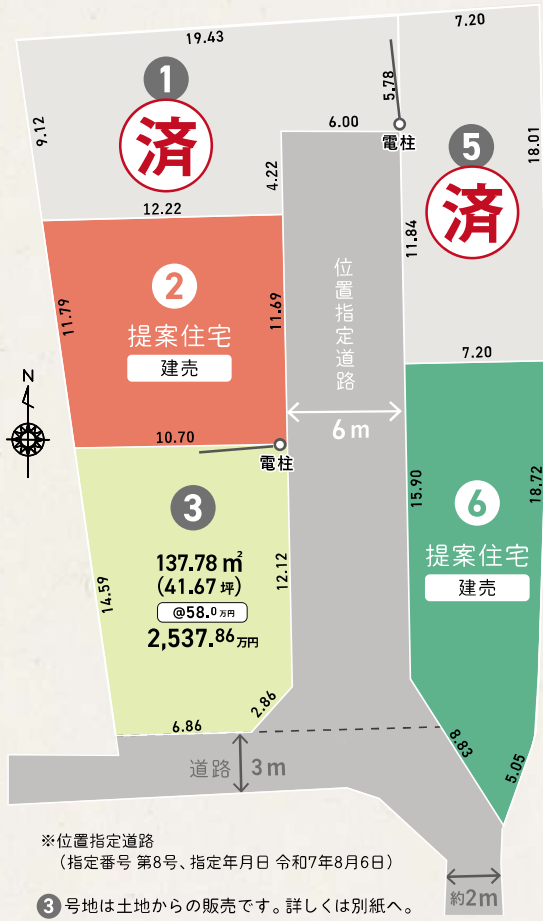 7.20
19.43
1
済
9.12
5.78
6.00
電柱
5
済
18.01
4.22
12.22
11.84
2
提案住宅
建売
11.79
11.69
位置指定道路
7.20
N
6m
10.70
電柱
3
137.78㎡
(41.67坪)
@58.0万円
2,537.86万円
14.59
12.12
15.90
6
提案住宅
建売
18.72
2.86
6.86
8.83
5.05
道路
3m
※位置指定道路
(指定番号 第8号、指定年月日 令和7年8月6日)
約2m
3号地は土地からの販売です。詳しくは別紙へ。